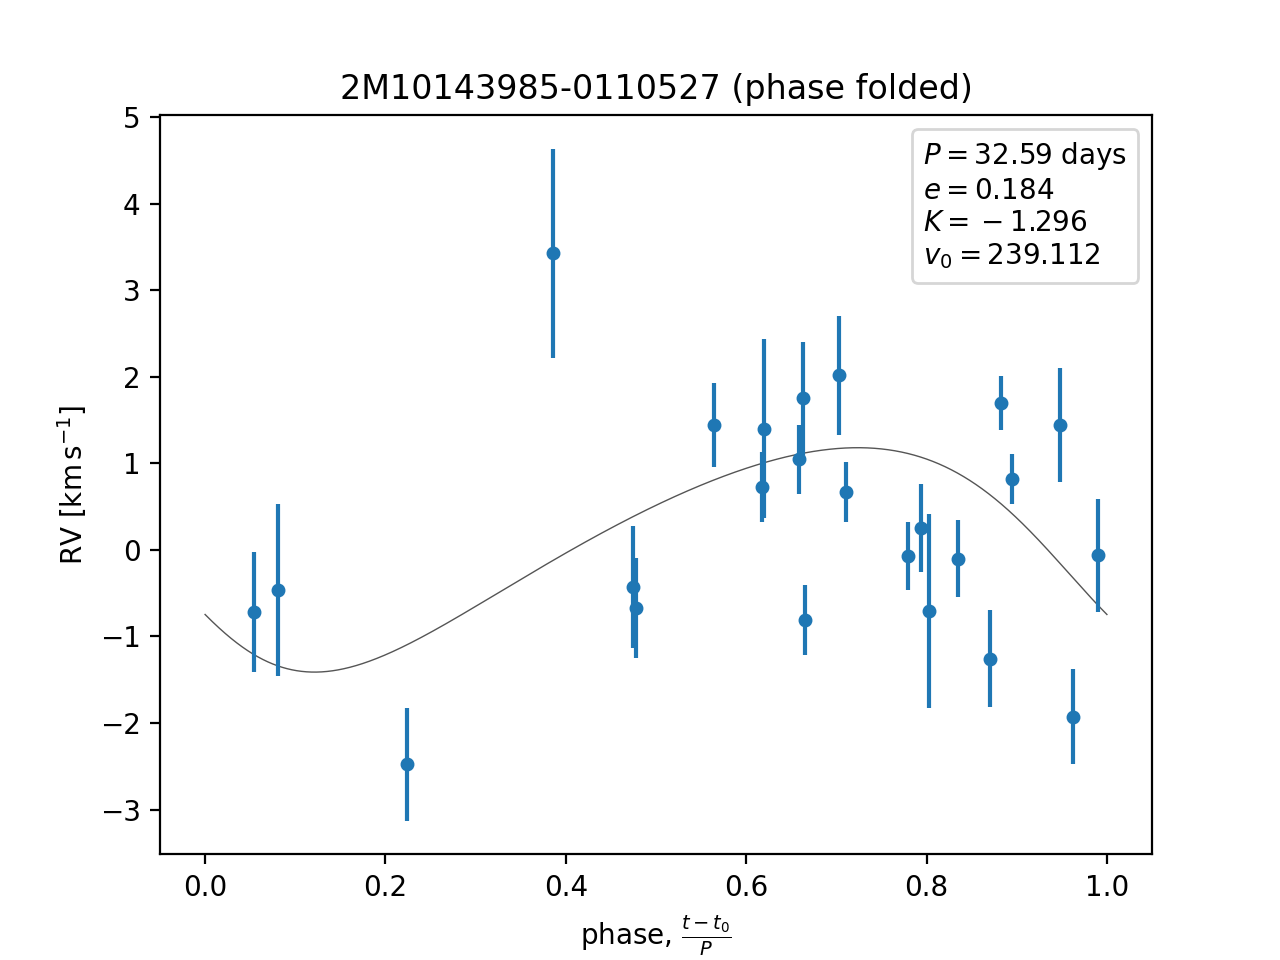 2M10143985-0110527 (phase folded)
P = 32.59 days
e = 0.184
K = −1.296
v₀ = 239.112
5
4
3
2
1
0
−1
−2
−3
RV [km s⁻¹]
0.0 0.2 0.4 0.6 0.8 1.0
phase, (t − t₀)/P